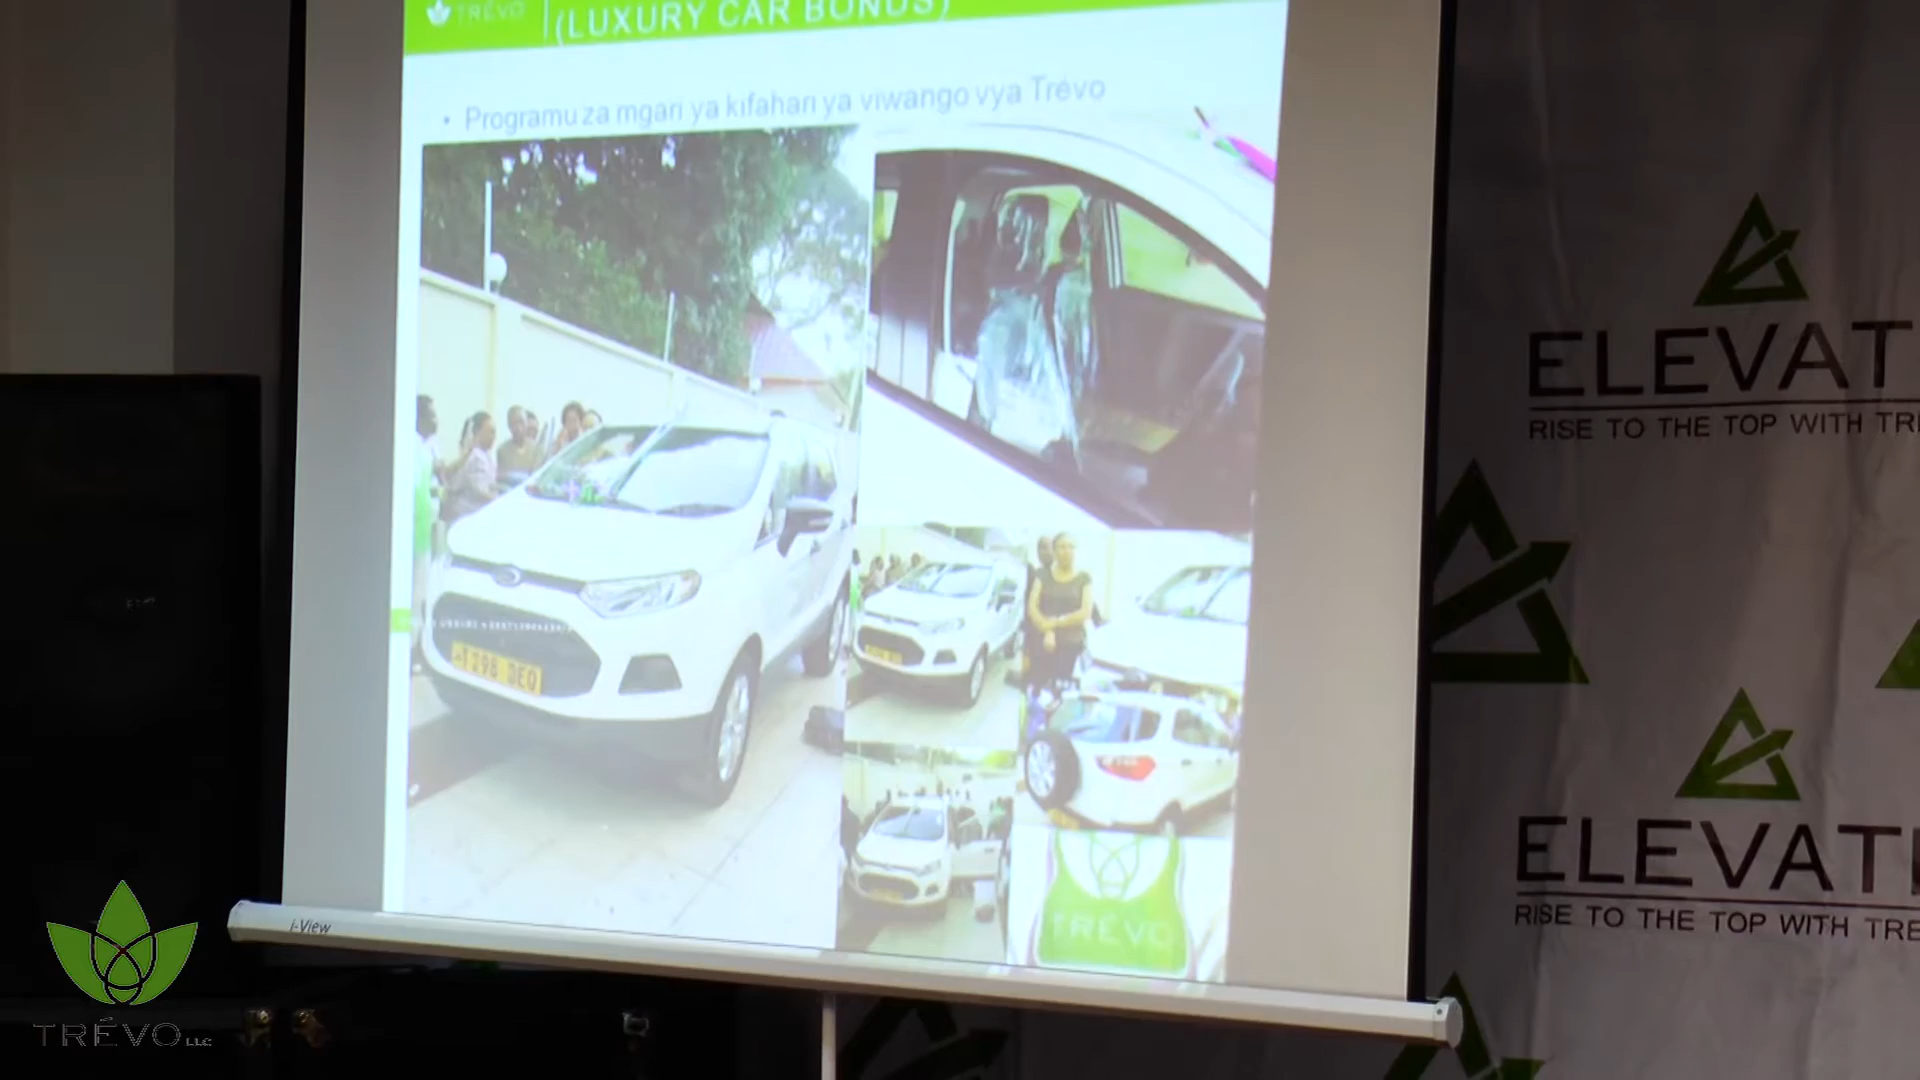 TRÉVO
(LUXURY CAR BONUS)
• Programu za mgari ya kifahari ya viwango vya Trévo
TRÉVO
i-View
ELEVAT
RISE TO THE TOP WITH TRE
ELEVAT
RISE TO THE TOP WITH TRE
TRÉVO LLC